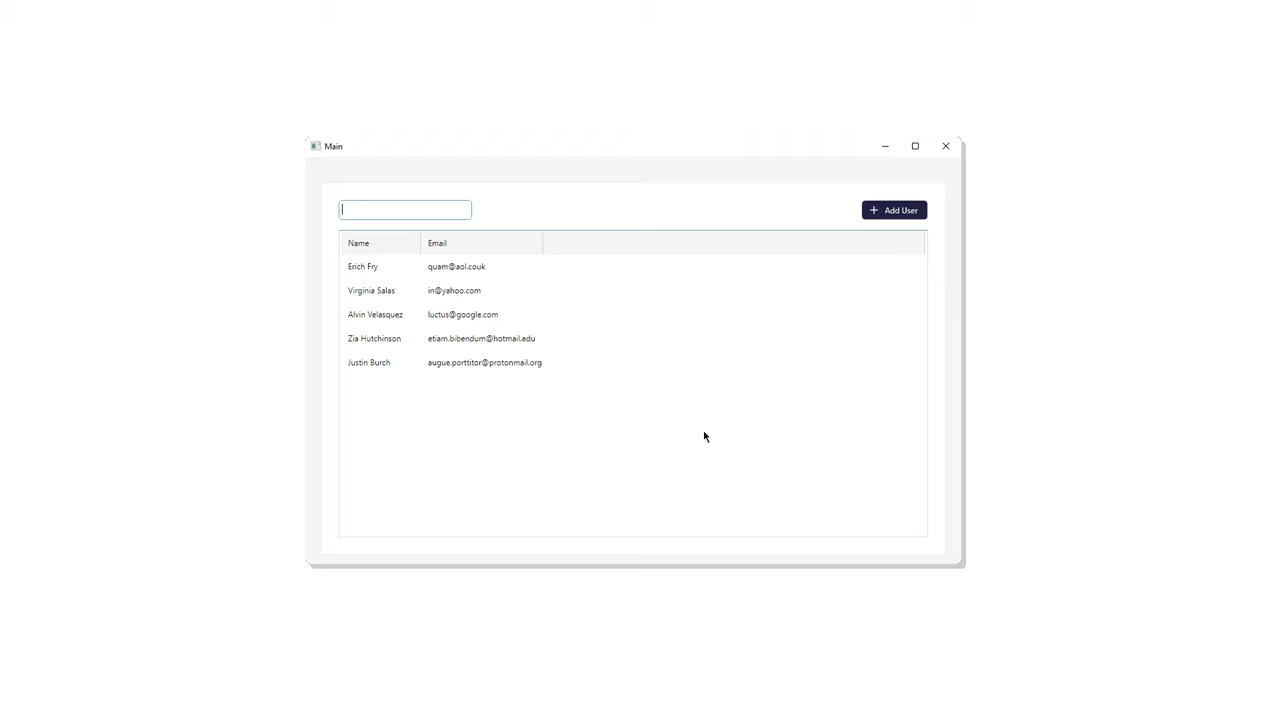 Main
Add User
Name Email
Erich Fry quam@aol.couk
Virginia Salas in@yahoo.com
Alvin Velasquez luctus@google.com
Zia Hutchinson etiam.bibendum@hotmail.edu
Justin Burch augue.porttitor@protonmail.org